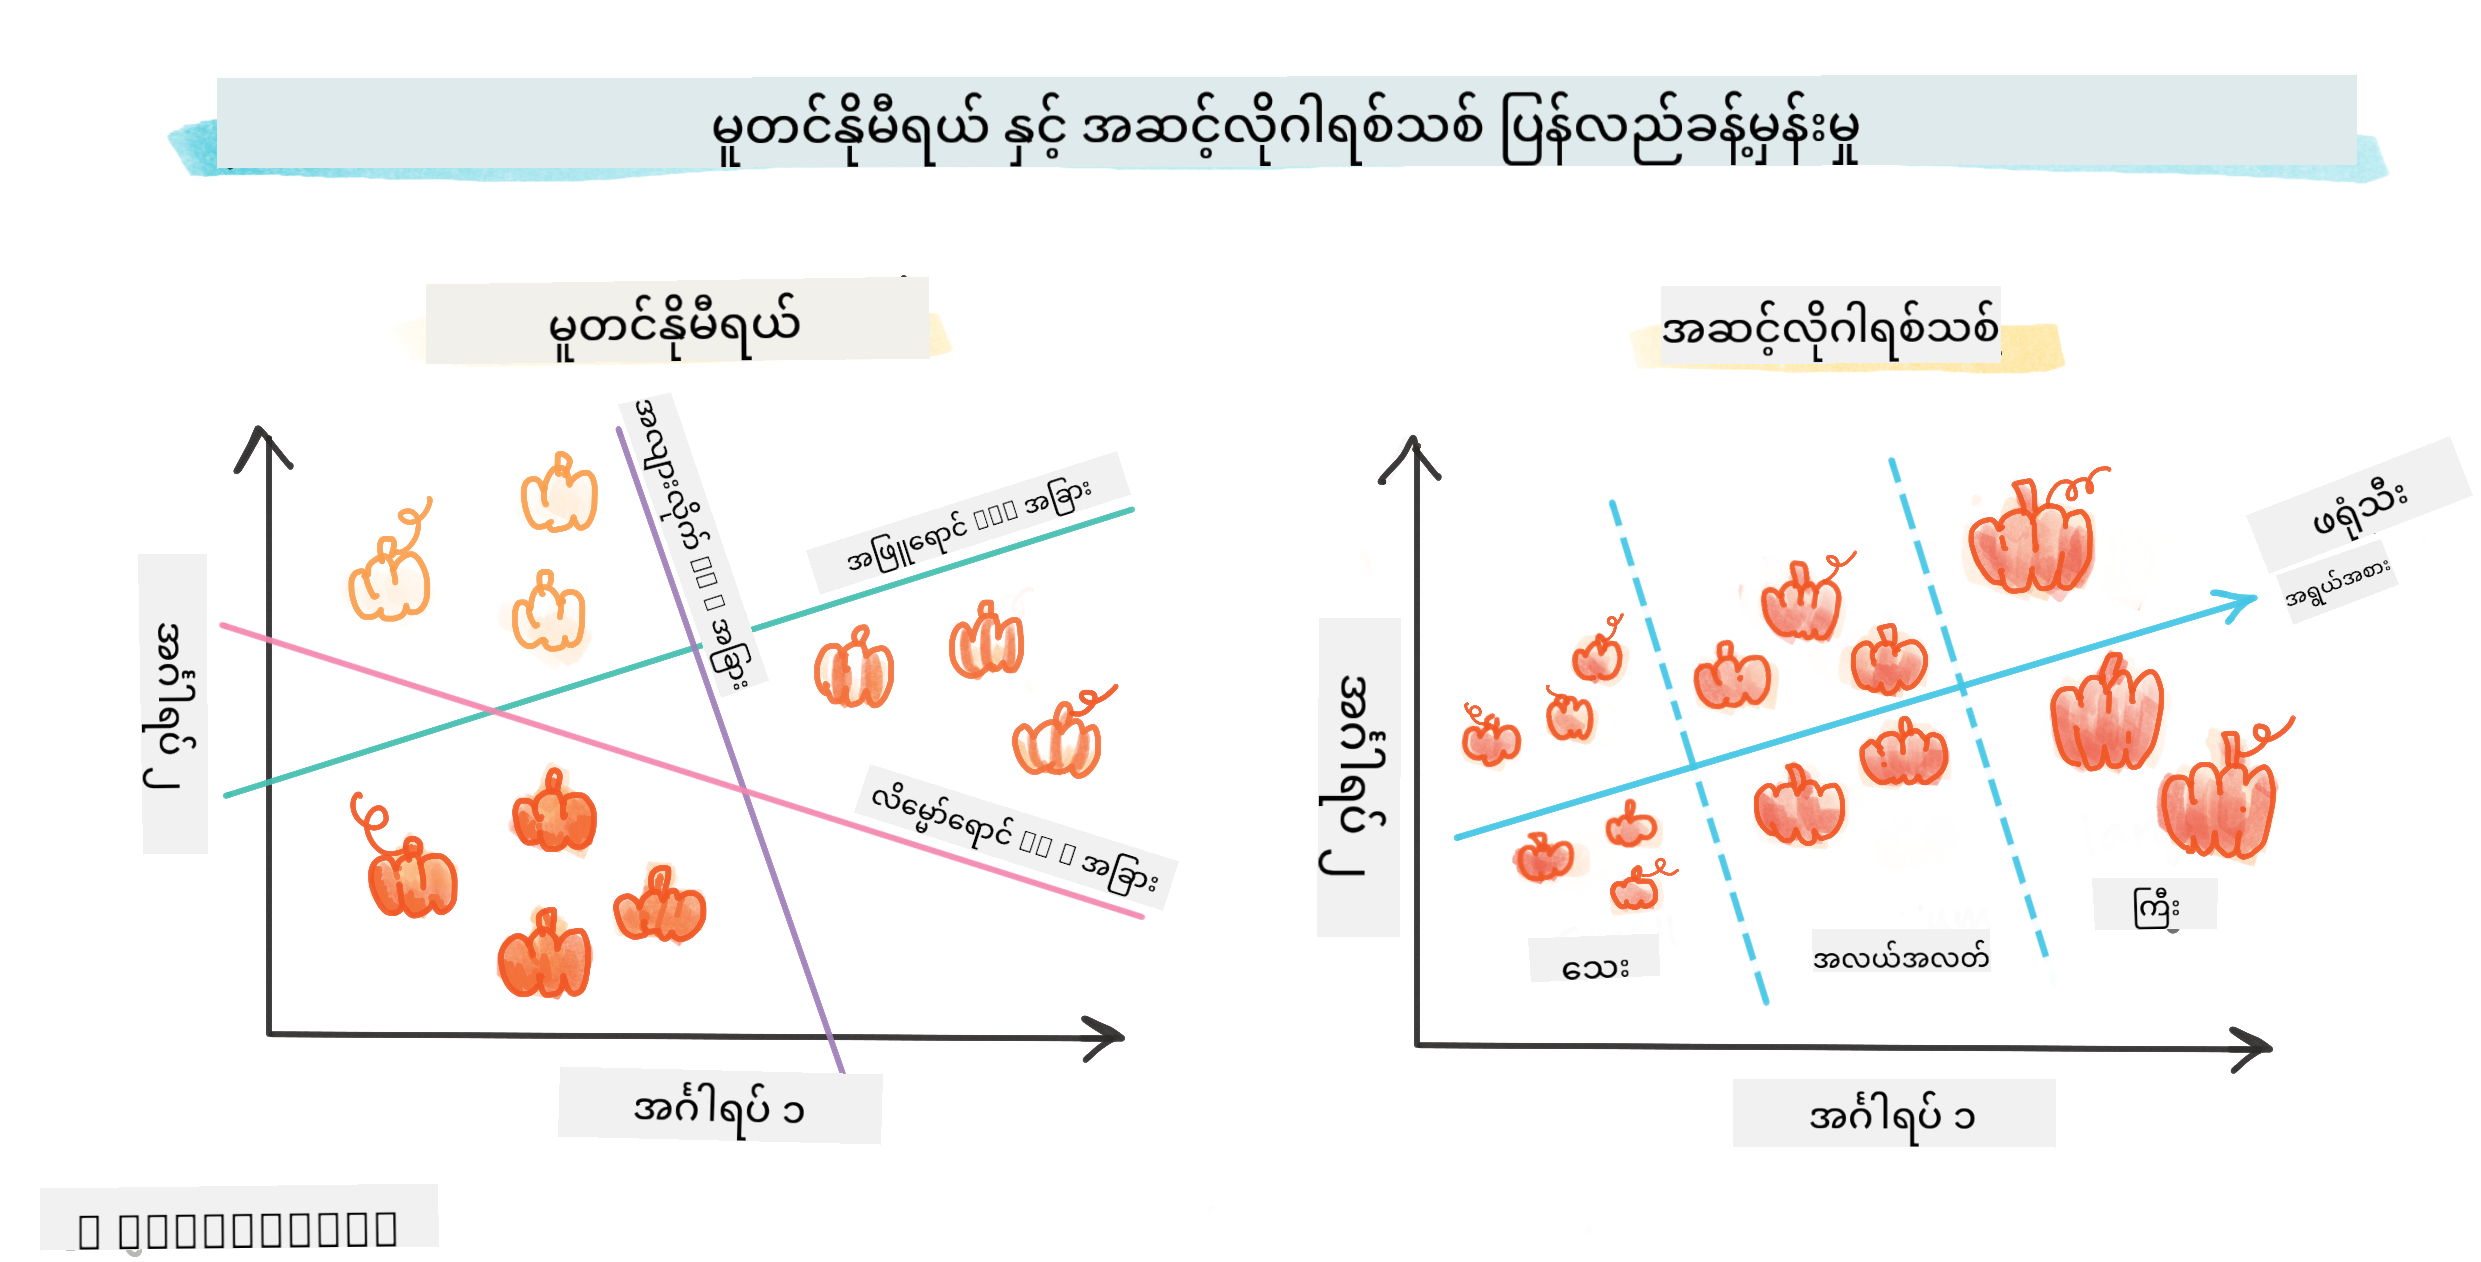 မူတင်နိုမီရယ် နှင့် အဆင့်လိုဂါရစ်သစ် ပြန်လည်ခန့်မှန်းမှု
မူတင်နိုမီရယ်
အဆင့်လိုဂါရစ်သစ်
အလျားလိုက် အခြား
အဖြူရောင် အခြား
လိမ္မော်ရောင် အခြား
အင်္ဂါရပ် ၂
အင်္ဂါရပ် ၁
ဖရုံသီး
အရွယ်အစား
အင်္ဂါရပ် ၂
သေး
အလယ်အလတ်
ကြီး
အင်္ဂါရပ် ၁